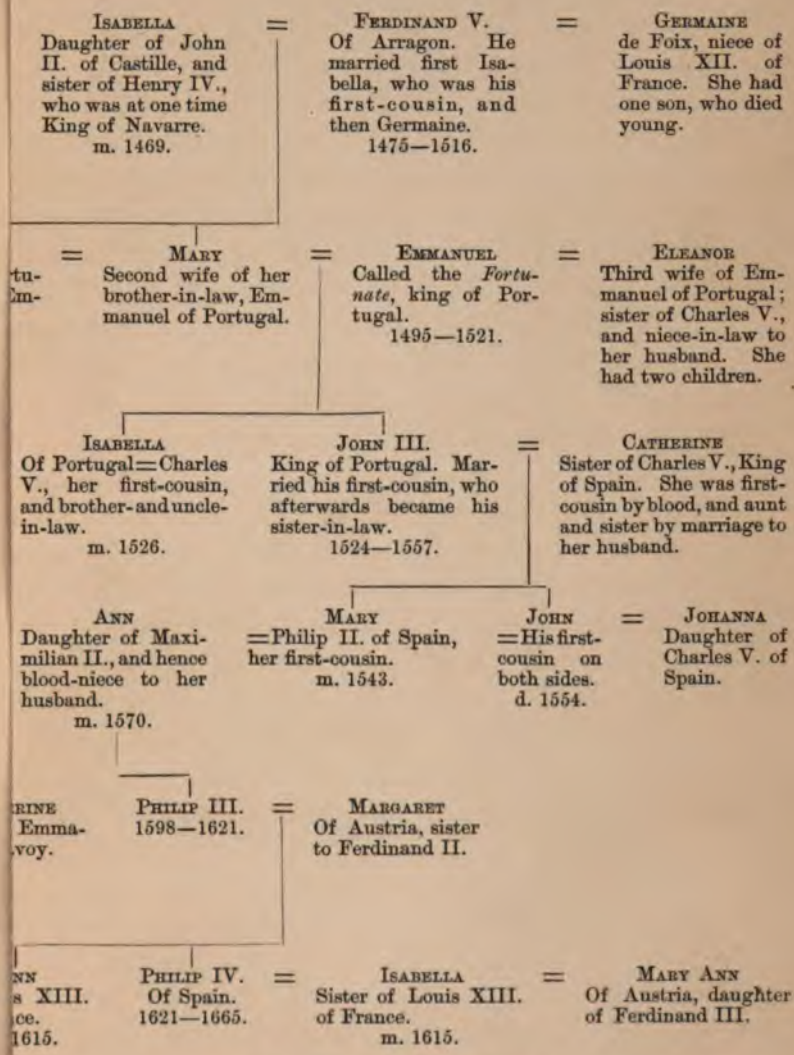 ISABELLA
Daughter of John
II. of Castille, and
sister of Henry IV.,
who was at one time
King of Navarre.
m. 1469.
=
FERDINAND V.
Of Arragon. He
married first Isa-
bella, who was his
first-cousin, and
then Germaine.
1475—1516.
=
GERMAINE
de Foix, niece of
Louis XII. of
France. She had
one son, who died
young.
tu-
Em-
=
MARY
Second wife of her
brother-in-law, Em-
manuel of Portugal.
=
EMMANUEL
Called the Fortu-
nate, king of Por-
tugal.
1495—1521.
=
ELEANOR
Third wife of Em-
manuel of Portugal;
sister of Charles V.,
and niece-in-law to
her husband. She
had two children.
ISABELLA
Of Portugal=Charles
V., her first-cousin,
and brother- and uncle-
in-law.
m. 1526.
JOHN III.
King of Portugal. Mar-
ried his first-cousin, who
afterwards became his
sister-in-law.
1524—1557.
=
CATHERINE
Sister of Charles V., King
of Spain. She was first-
cousin by blood, and aunt
and sister by marriage to
her husband.
ANN
Daughter of Maxi-
milian II., and hence
blood-niece to her
husband.
m. 1570.
MARY
=Philip II. of Spain,
her first-cousin.
m. 1543.
JOHN
=His first-
cousin on
both sides.
d. 1554.
=
JOHANNA
Daughter of
Charles V. of
Spain.
RINE
Emma-
voy.
PHILIP III.
1598—1621.
=
MARGARET
Of Austria, sister
to Ferdinand II.
NN
s XIII.
ce.
1615.
PHILIP IV.
Of Spain.
1621—1665.
=
ISABELLA
Sister of Louis XIII.
of France.
m. 1615.
=
MARY ANN
Of Austria, daughter
of Ferdinand III.